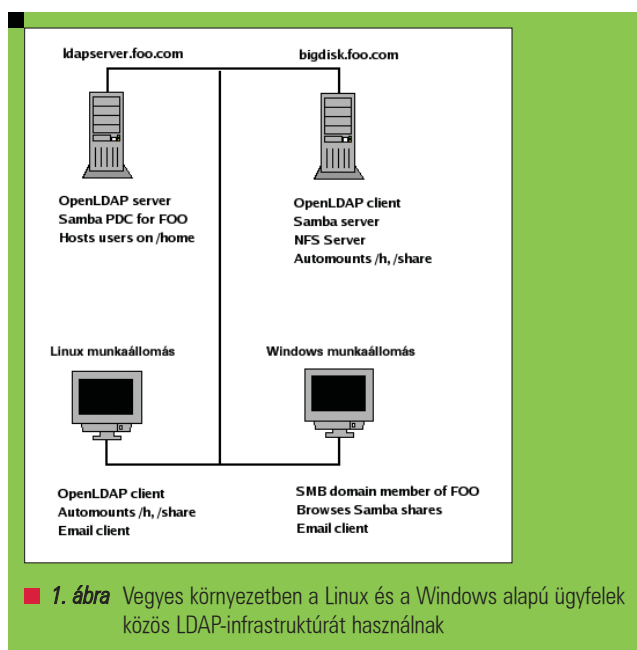 ldapserver.foo.com
bigdisk.foo.com
OpenLDAP server
Samba PDC for FOO
Hosts users on /home
OpenLDAP client
Samba server
NFS Server
Automounts /h, /share
Linux munkaállomás
Windows munkaállomás
OpenLDAP client
Automounts /h, /share
Email client
SMB domain member of FOO
Browses Samba shares
Email client
1. ábra Vegyes környezetben a Linux és a Windows alapú ügyfelek
közös LDAP-infrastruktúrát használnak